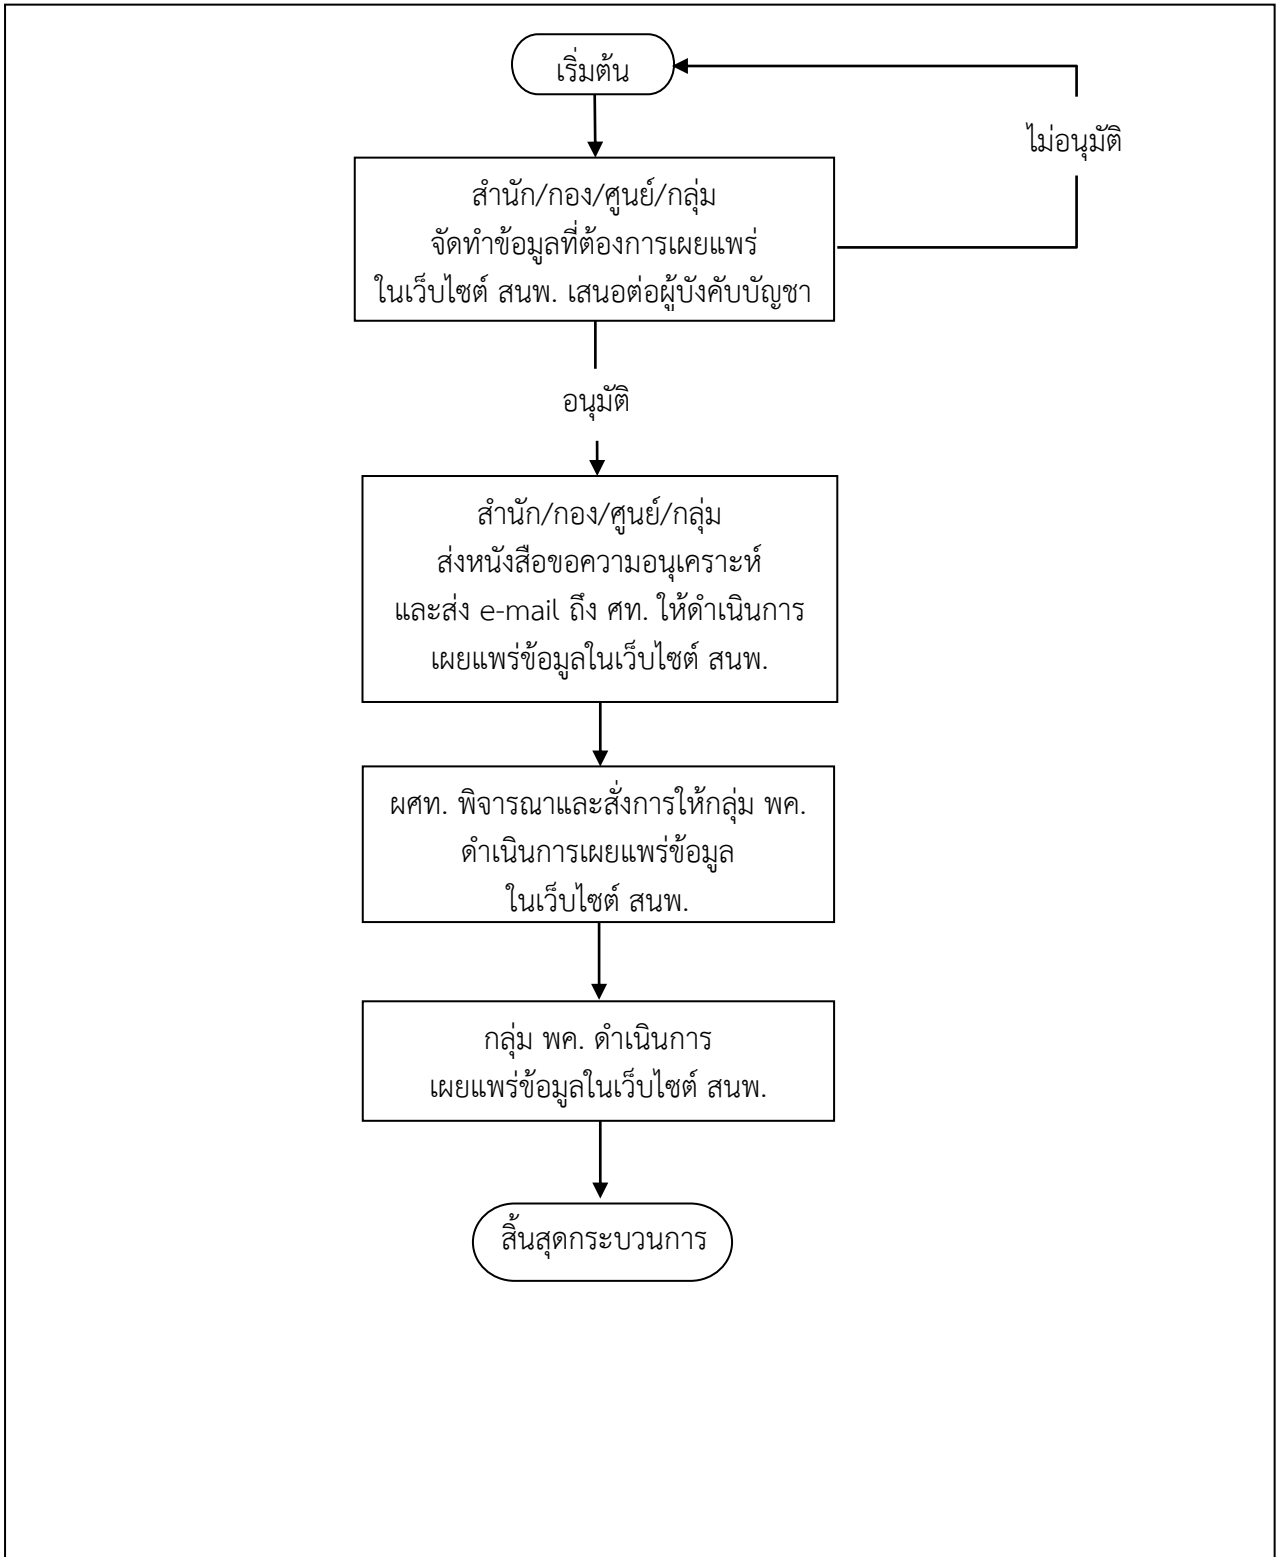 เริ่มต้น
ไม่อนุมัติ
สำนัก/กอง/ศูนย์/กลุ่ม
จัดทำข้อมูลที่ต้องการเผยแพร่
ในเว็บไซต์ สนพ. เสนอต่อผู้บังคับบัญชา
อนุมัติ
สำนัก/กอง/ศูนย์/กลุ่ม
ส่งหนังสือขอความอนุเคราะห์
และส่ง e-mail ถึง ศท. ให้ดำเนินการ
เผยแพร่ข้อมูลในเว็บไซต์ สนพ.
ผศท. พิจารณาและสั่งการให้กลุ่ม พค.
ดำเนินการเผยแพร่ข้อมูล
ในเว็บไซต์ สนพ.
กลุ่ม พค. ดำเนินการ
เผยแพร่ข้อมูลในเว็บไซต์ สนพ.
สิ้นสุดกระบวนการ